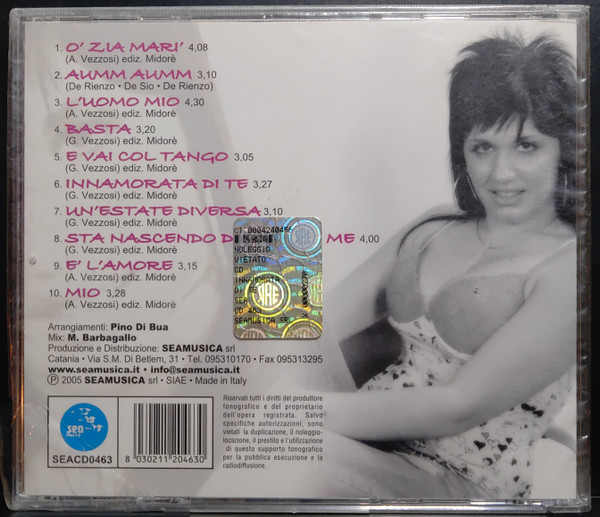 1. O' ZIA MARI' 4,08
(A. Vezzosi) ediz. Midorè
2. AUMM AUMM 3,10
(De Rienzo • De Sio • De Rienzo)
3. L'UOMO MIO 4,30
(A. Vezzosi) ediz. Midorè
4. BASTA 3,20
(G. Vezzosi) ediz. Midorè
5. E VAI COL TANGO 3,05
(G. Vezzosi) ediz. Midorè
6. INNAMORATA DI TE 3,27
(G. Vezzosi) ediz. Midorè
7. UN'ESTATE DIVERSA 3,10
(G. Vezzosi) ediz. Midorè
8. STA NASCENDO D ME 4,00
(G. Vezzosi) ediz. Midorè
9. E' L'AMORE 3,15
(A. Vezzosi) ediz. Midorè
10. MIO 3,28
(A. Vezzosi) ediz. Midorè
NOLEGGIO
VIETATO
CD
INNAMORATA
SEA
SEAMUSICA SRL
Arrangiamenti: Pino Di Bua
Mix: M. Barbagallo
Produzione e Distribuzione: SEAMUSICA srl
Catania • Via S.M. Di Betlem, 31 • Tel. 095310170 • Fax 095313295
www.seamusica.it • info@seamusica.it
Ⓟ 2005 SEAMUSICA srl • SIAE • Made in Italy
sea
musica
SEACD0463
8 030211 204630
Riservati tutti i diritti del produttore
fonografico e del proprietario
dell'opera registrata. Salve
specifiche autorizzazioni, sono
vietati la duplicazione, il noleggio-
locazione, il prestito e l'utilizzazione
di questo supporto fonografico
per la pubblica esecuzione e la
radiodiffusione.